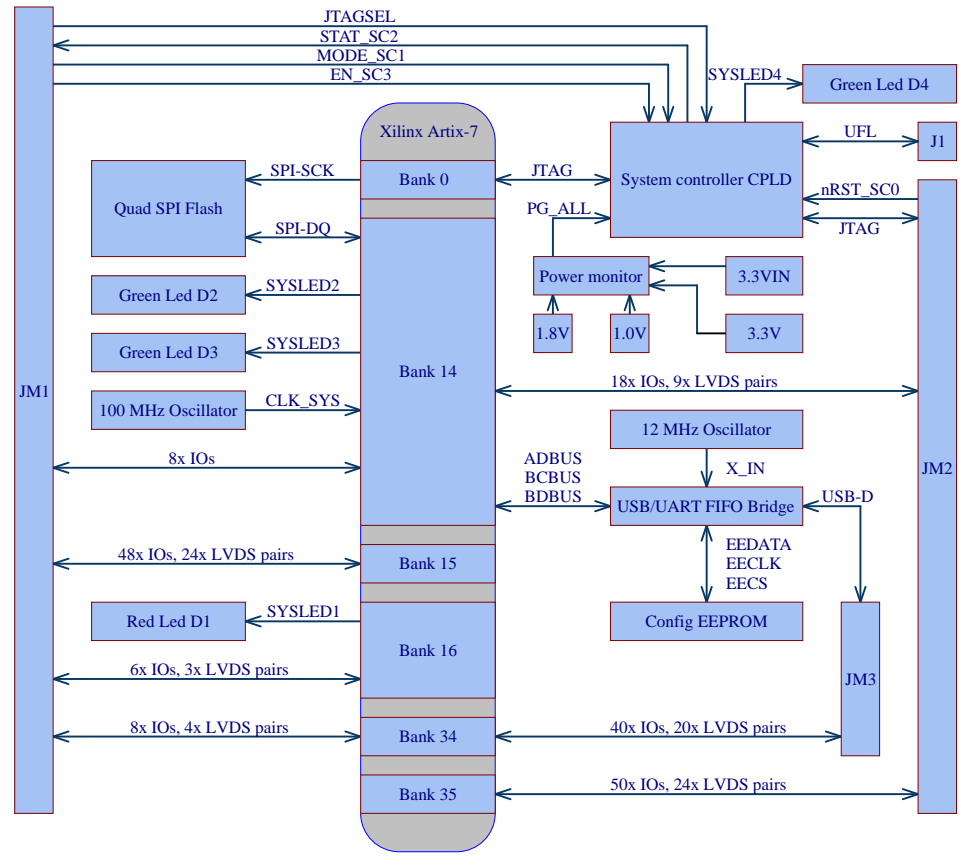 JTAGSEL
STAT_SC2
MODE_SC1
EN_SC3
SYSLED4
Green Led D4
Xilinx Artix-7
UFL
J1
SPI-SCK
Bank 0
JTAG
System controller CPLD
nRST_SC0
Quad SPI Flash
PG_ALL
SPI-DQ
JTAG
Power monitor
3.3VIN
Green Led D2
SYSLED2
1.8V
1.0V
3.3V
Green Led D3
SYSLED3
Bank 14
18x IOs, 9x LVDS pairs
JM1
100 MHz Oscillator
CLK_SYS
12 MHz Oscillator
8x IOs
ADBUS
BCBUS
BDBUS
X_IN
JM2
USB/UART FIFO Bridge
USB-D
48x IOs, 24x LVDS pairs
Bank 15
EEDATA
EECLK
EECS
Red Led D1
SYSLED1
Bank 16
Config EEPROM
6x IOs, 3x LVDS pairs
JM3
8x IOs, 4x LVDS pairs
Bank 34
40x IOs, 20x LVDS pairs
Bank 35
50x IOs, 24x LVDS pairs